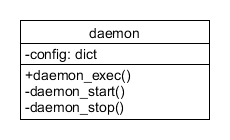 daemon
-config: dict
+daemon_exec()
-daemon_start()
-daemon_stop()